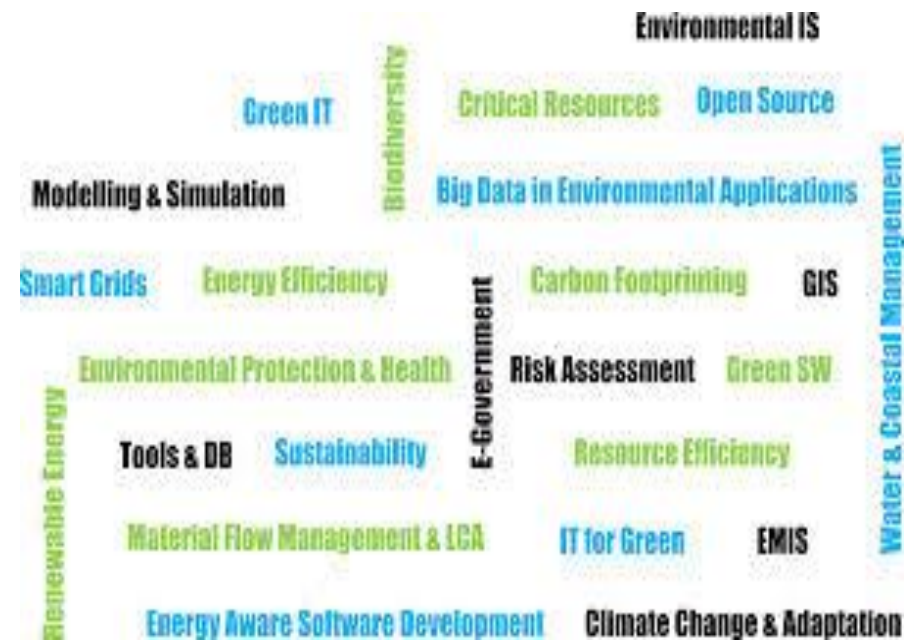 Environmental IS
Green IT
Biodiversity
Critical Resources
Open Source
Modelling & Simulation
Big Data in Environmental Applications
Water & Coastal Management
Smart Grids
Energy Efficiency
E-Government
Carbon Footprinting
GIS
Environmental Protection & Health
Risk Assessment
Green SW
Renewable Energy
Tools & DB
Sustainability
Resource Efficiency
Material Flow Management & LCA
IT for Green
EMIS
Energy Aware Software Development
Climate Change & Adaptation